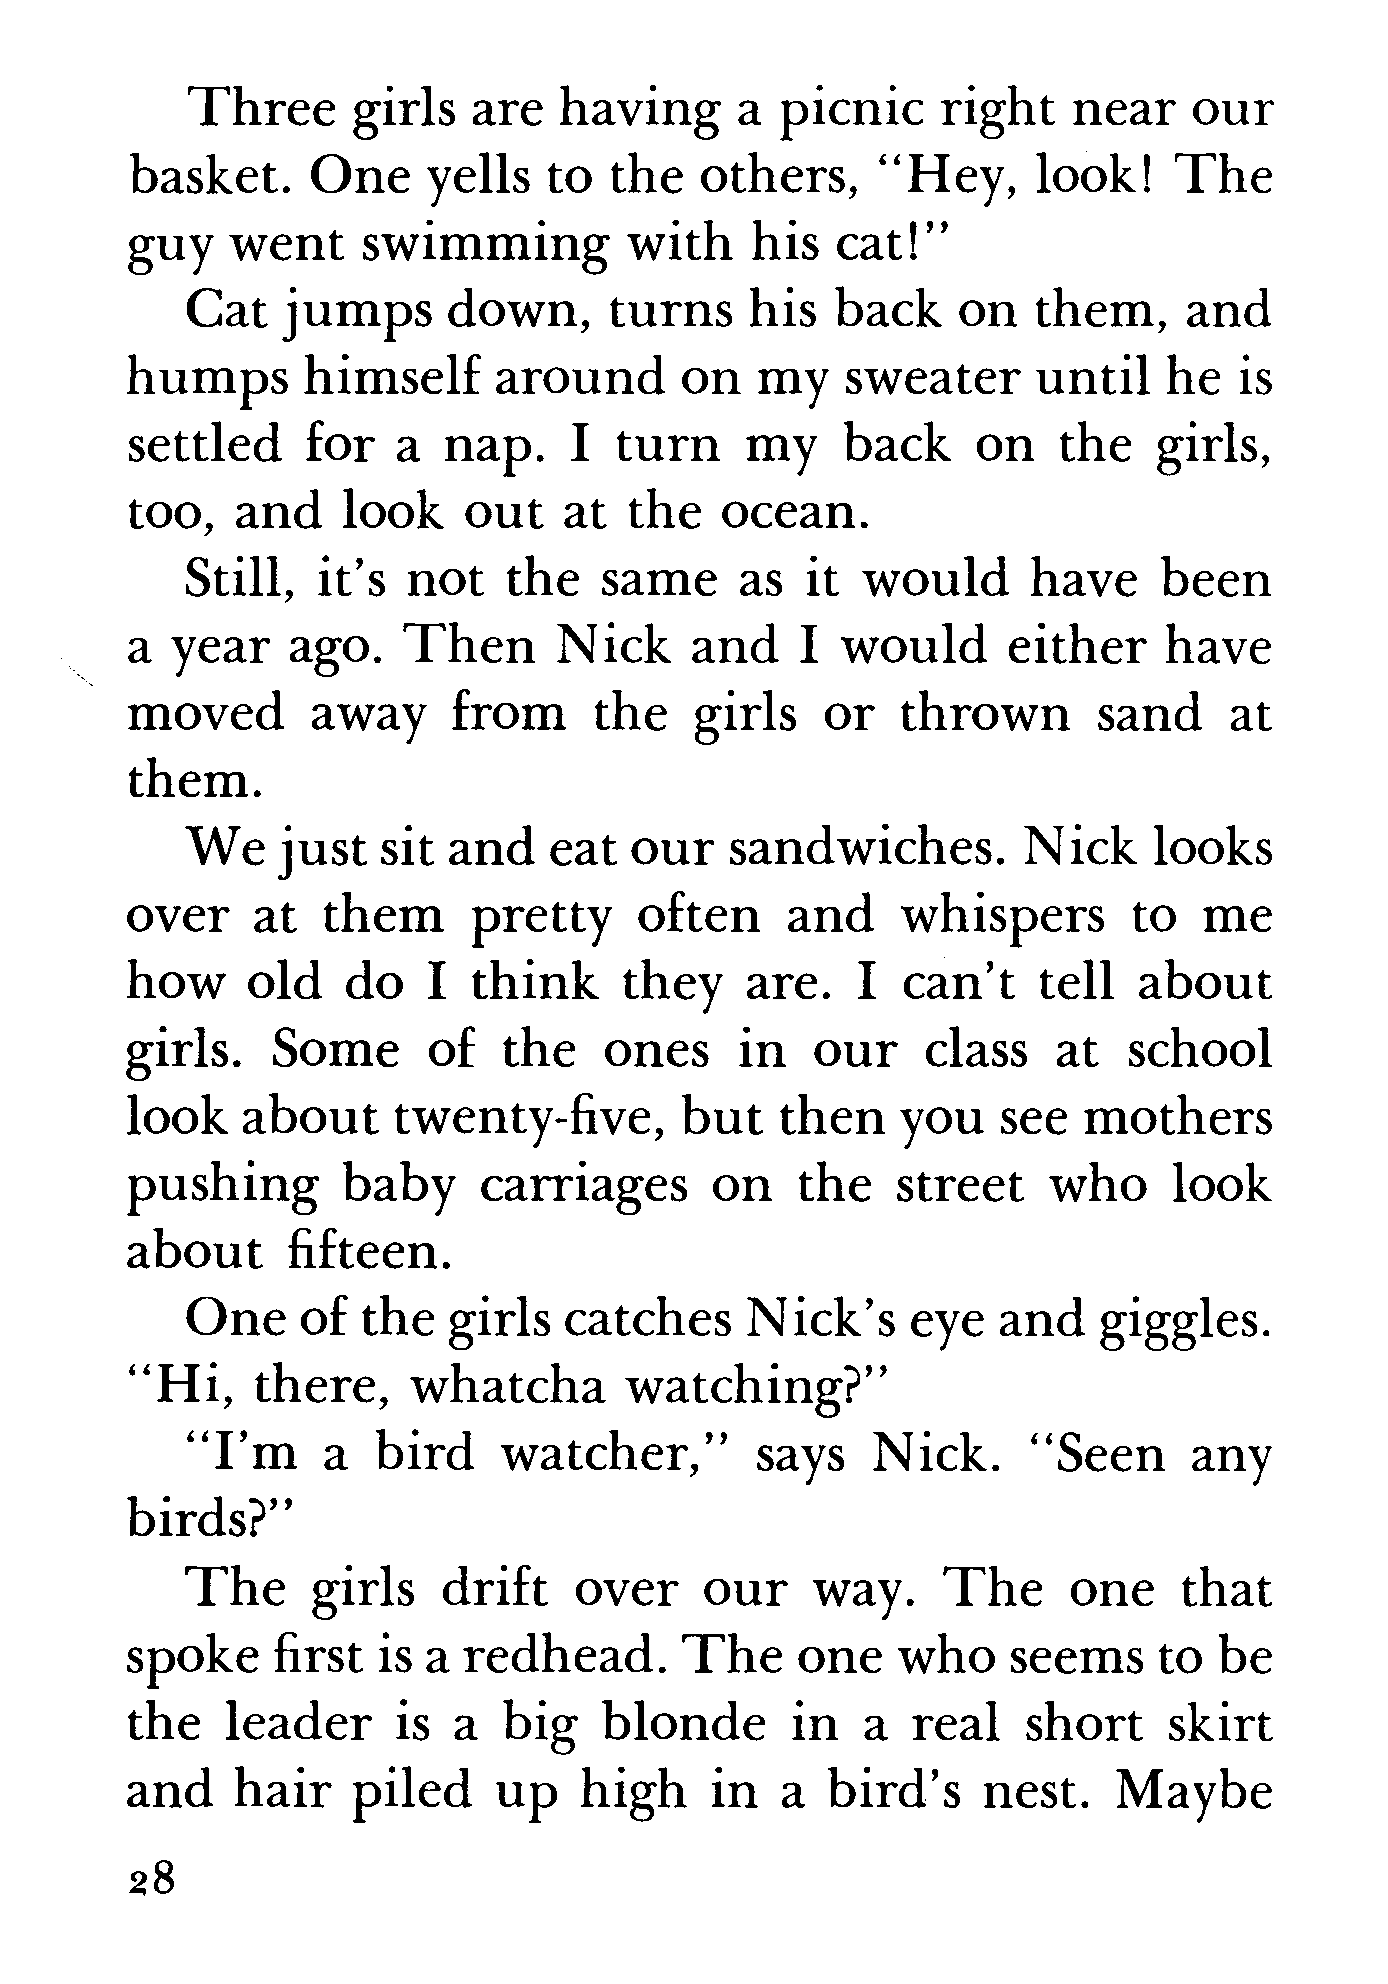 Three girls are having a picnic right near our
basket. One yells to the others, “Hey, look! The
guy went swimming with his cat!”
Cat jumps down, turns his back on them, and
humps himself around on my sweater until he is
settled for a nap. I turn my back on the girls,
too, and look out at the ocean.
Still, it’s not the same as it would have been
a year ago. Then Nick and I would either have
moved away from the girls or thrown sand at
them.
We just sit and eat our sandwiches. Nick looks
over at them pretty often and whispers to me
how old do I think they are. I can’t tell about
girls. Some of the ones in our class at school
look about twenty-five, but then you see mothers
pushing baby carriages on the street who look
about fifteen.
One of the girls catches Nick’s eye and giggles.
“Hi, there, whatcha watching?”
“I’m a bird watcher,” says Nick. “Seen any
birds?”
The girls drift over our way. The one that
spoke first is a redhead. The one who seems to be
the leader is a big blonde in a real short skirt
and hair piled up high in a bird’s nest. Maybe
28